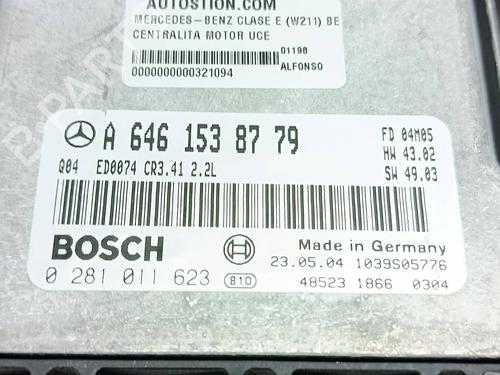 AUTOSTION.COM
MERCEDES-BENZ CLASE E (W211) BE
CENTRALITA MOTOR UCE
01198
0000000000321094 ALFONSO
A 646 153 87 79
FD 04M05
HW 43.02
Q04 ED0074 CR3.41 2.2L
SW 49.03
BOSCH
Made in Germany
0 281 011 623 810
23.05.04 1039S05776
48523 1866 0304